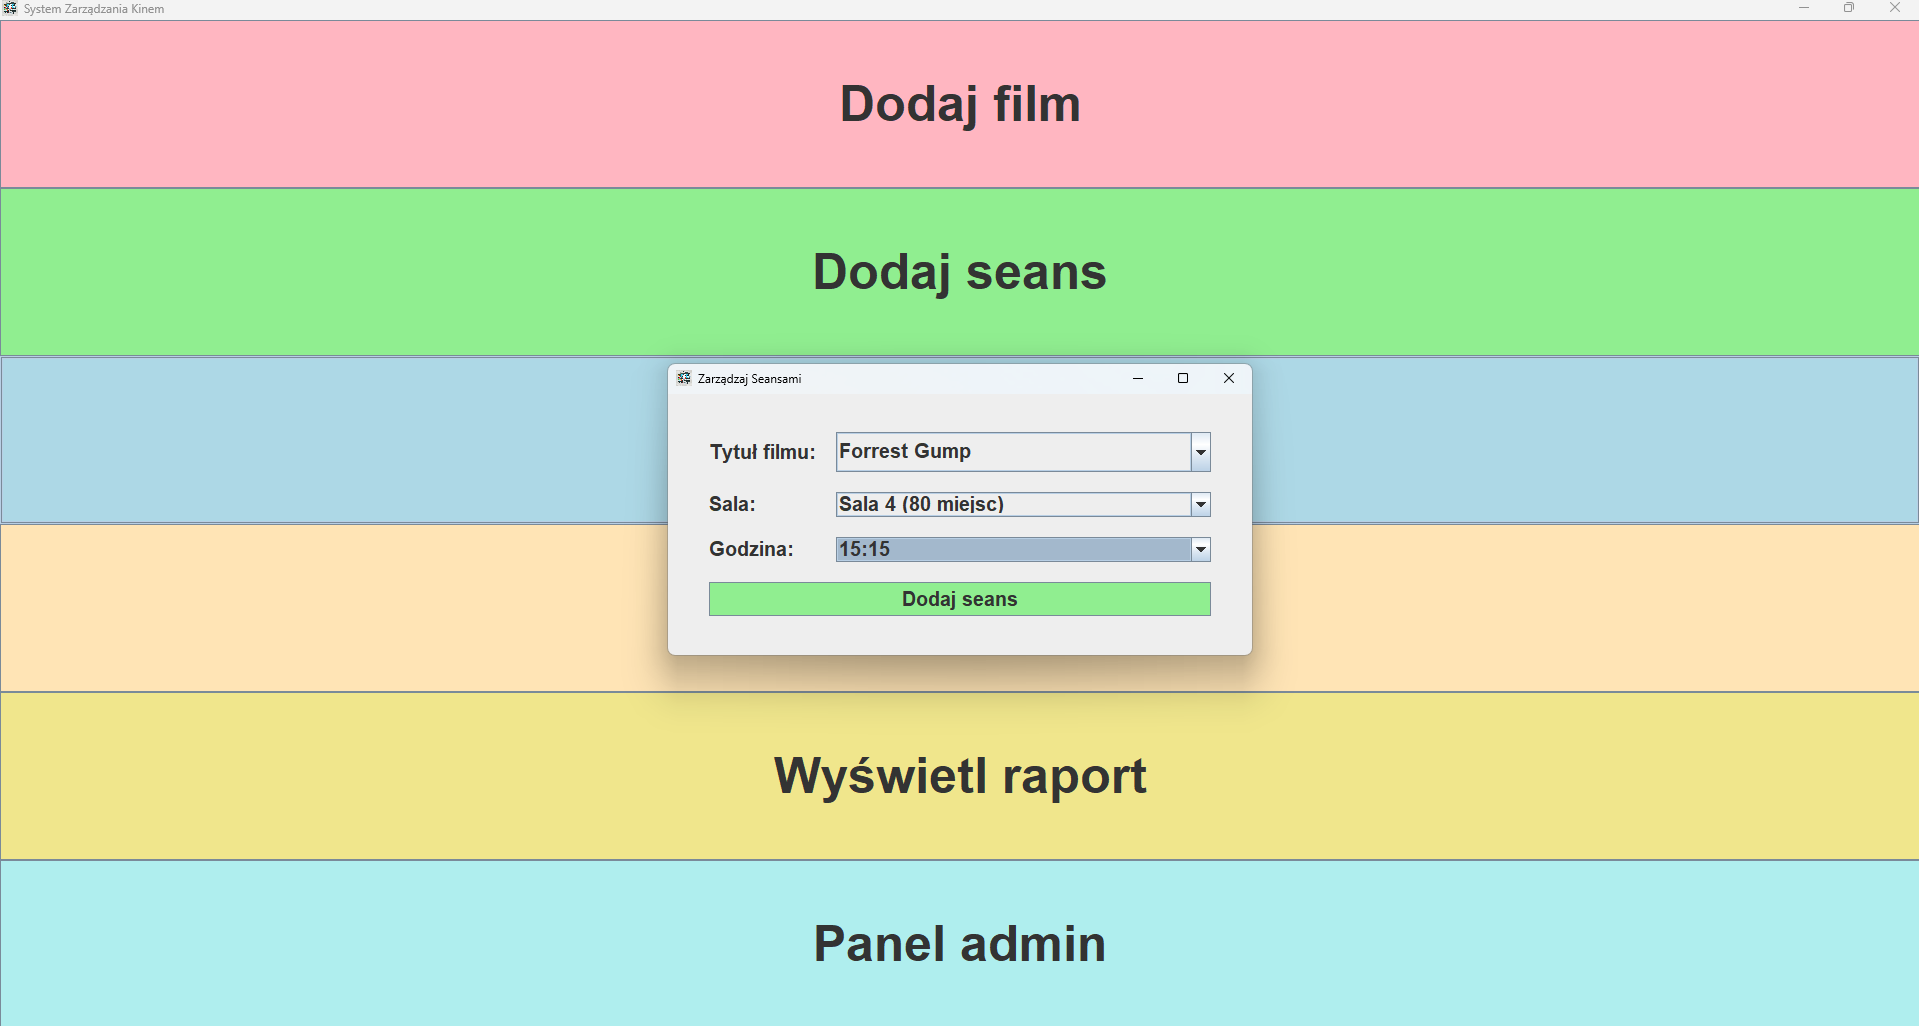 System Zarządzania Kinem
Dodaj film
Dodaj seans
Zarządzaj Seansami
Tytuł filmu: Forrest Gump
Sala: Sala 4 (80 miejsc)
Godzina: 15:15
Dodaj seans
Wyświetl raport
Panel admin